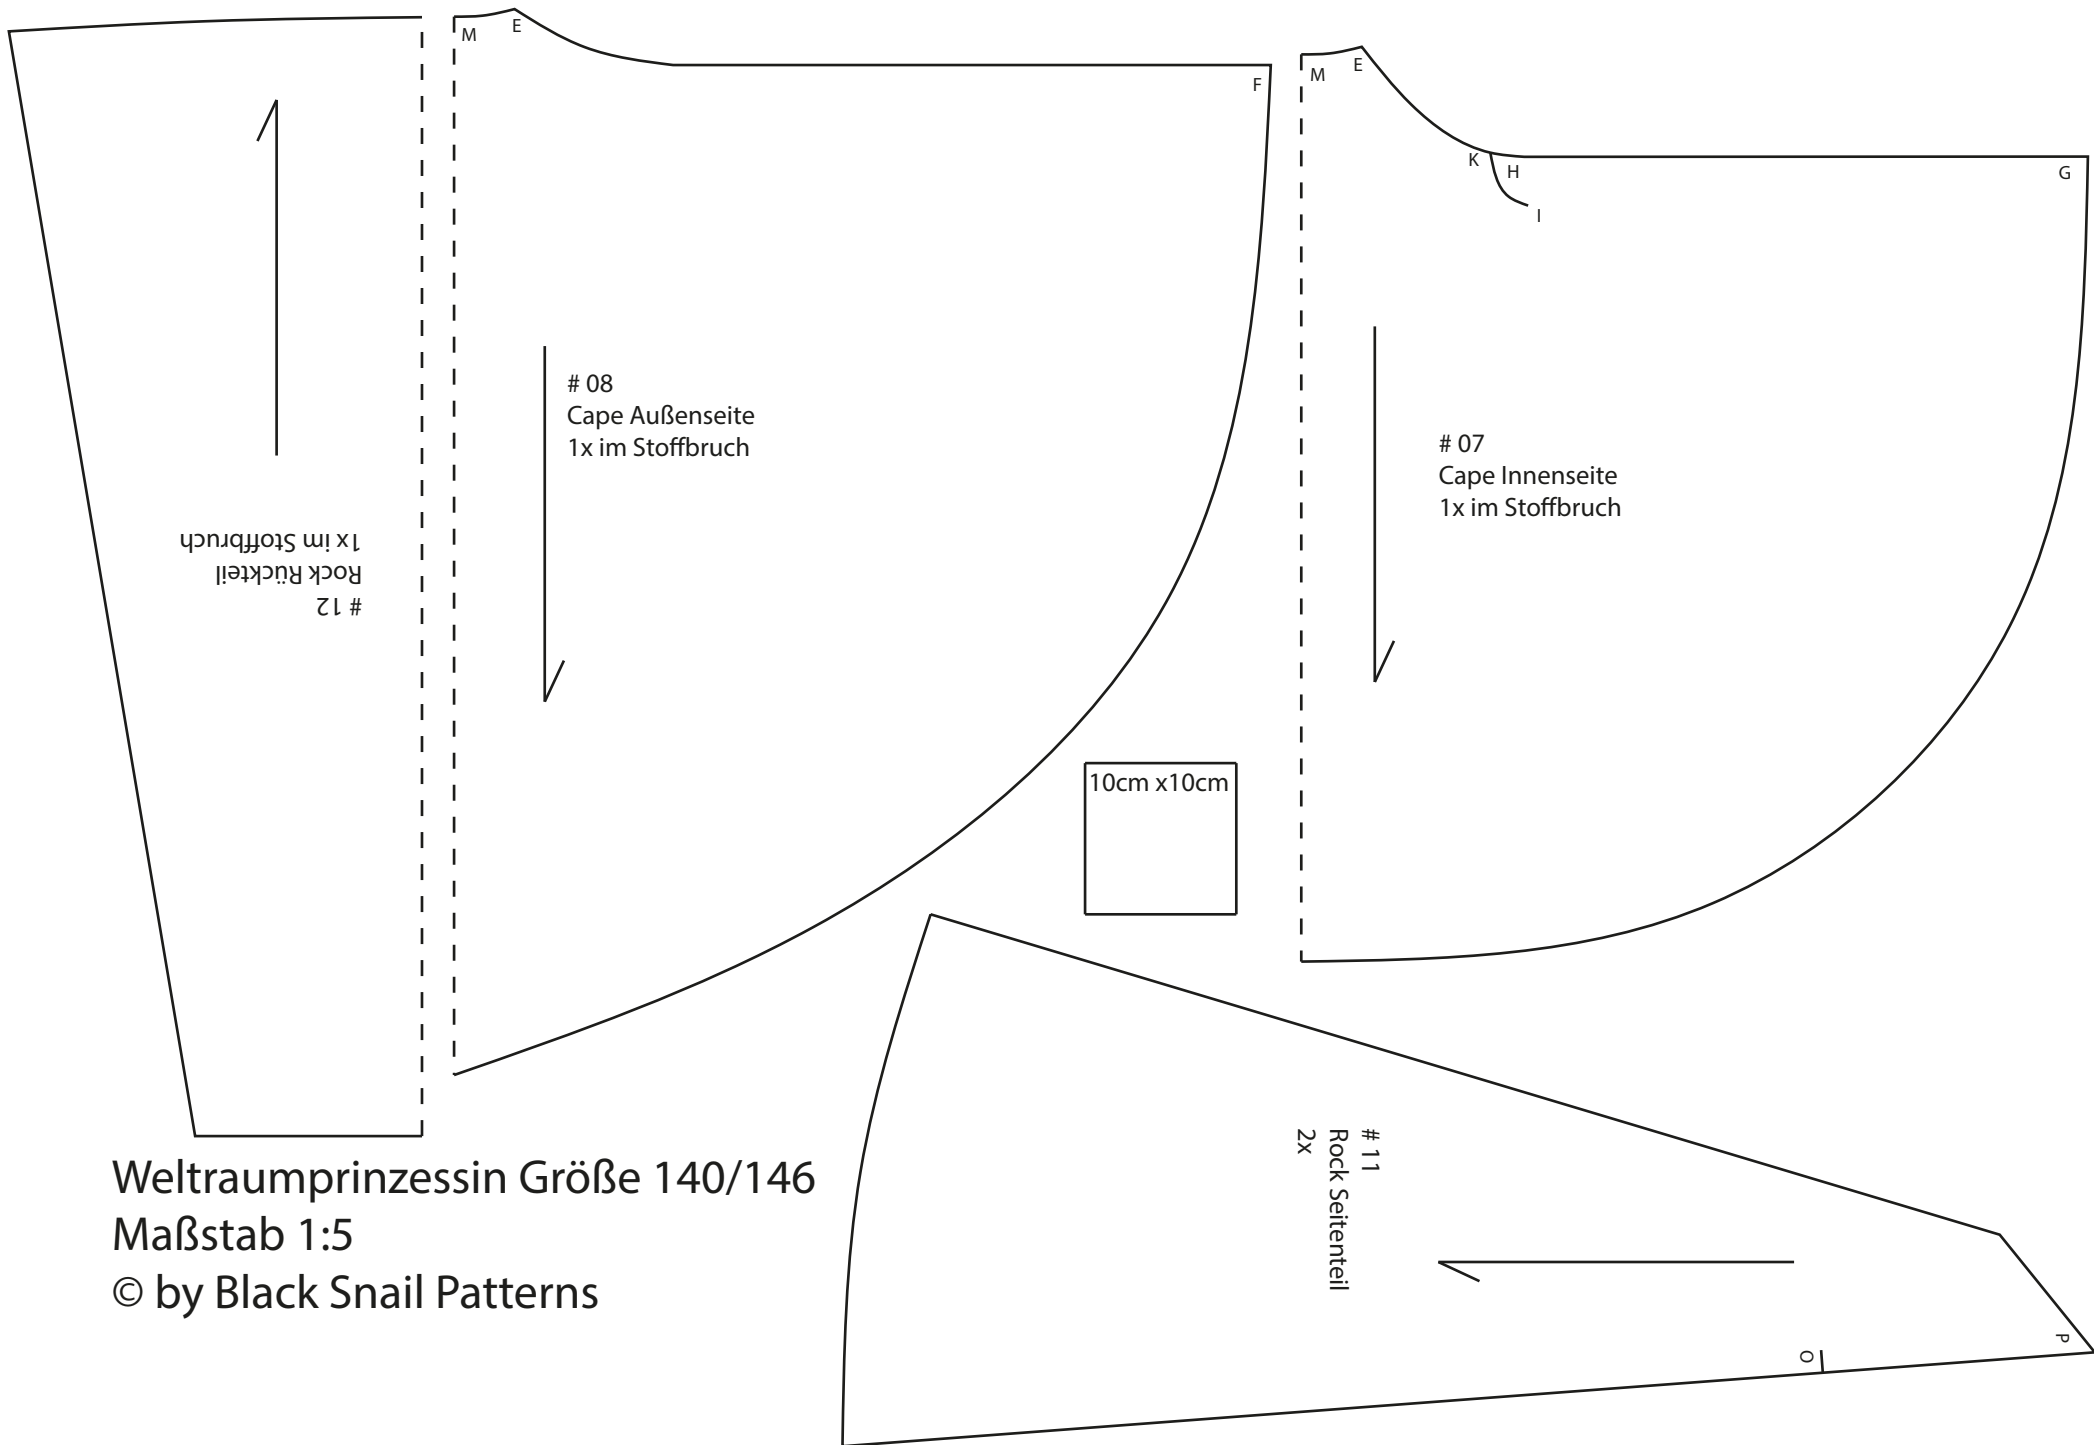 M
E
F
# 08
Cape Außenseite
1x im Stoffbruch
M
E
K
H
I
G
# 07
Cape Innenseite
1x im Stoffbruch
# 12
Rock Rückteil
1x im Stoffbruch
10cm x10cm
# 11
Rock Seitenteil
2x
O
P
Weltraumprinzessin Größe 140/146
Maßstab 1:5
© by Black Snail Patterns